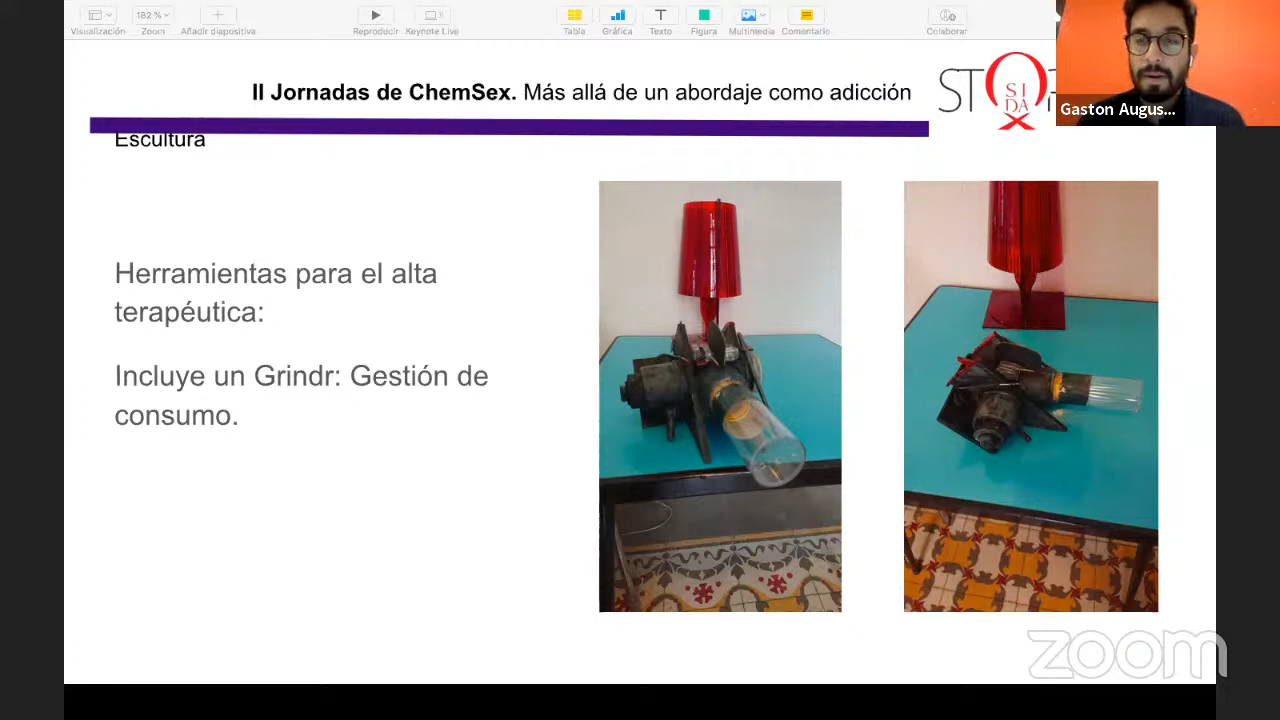 Visualización
182 %
Zoom
Añadir diapositiva
Reproducir
Keynote Live
Tabla
Gráfica
Texto
Figura
Multimedia
Comentario
Colaborar
II Jornadas de ChemSex. Más allá de un abordaje como adicción
ST
SI
DA
Gaston Augus...
Escultura
Herramientas para el alta
terapéutica:
Incluye un Grindr: Gestión de
consumo.
zoom